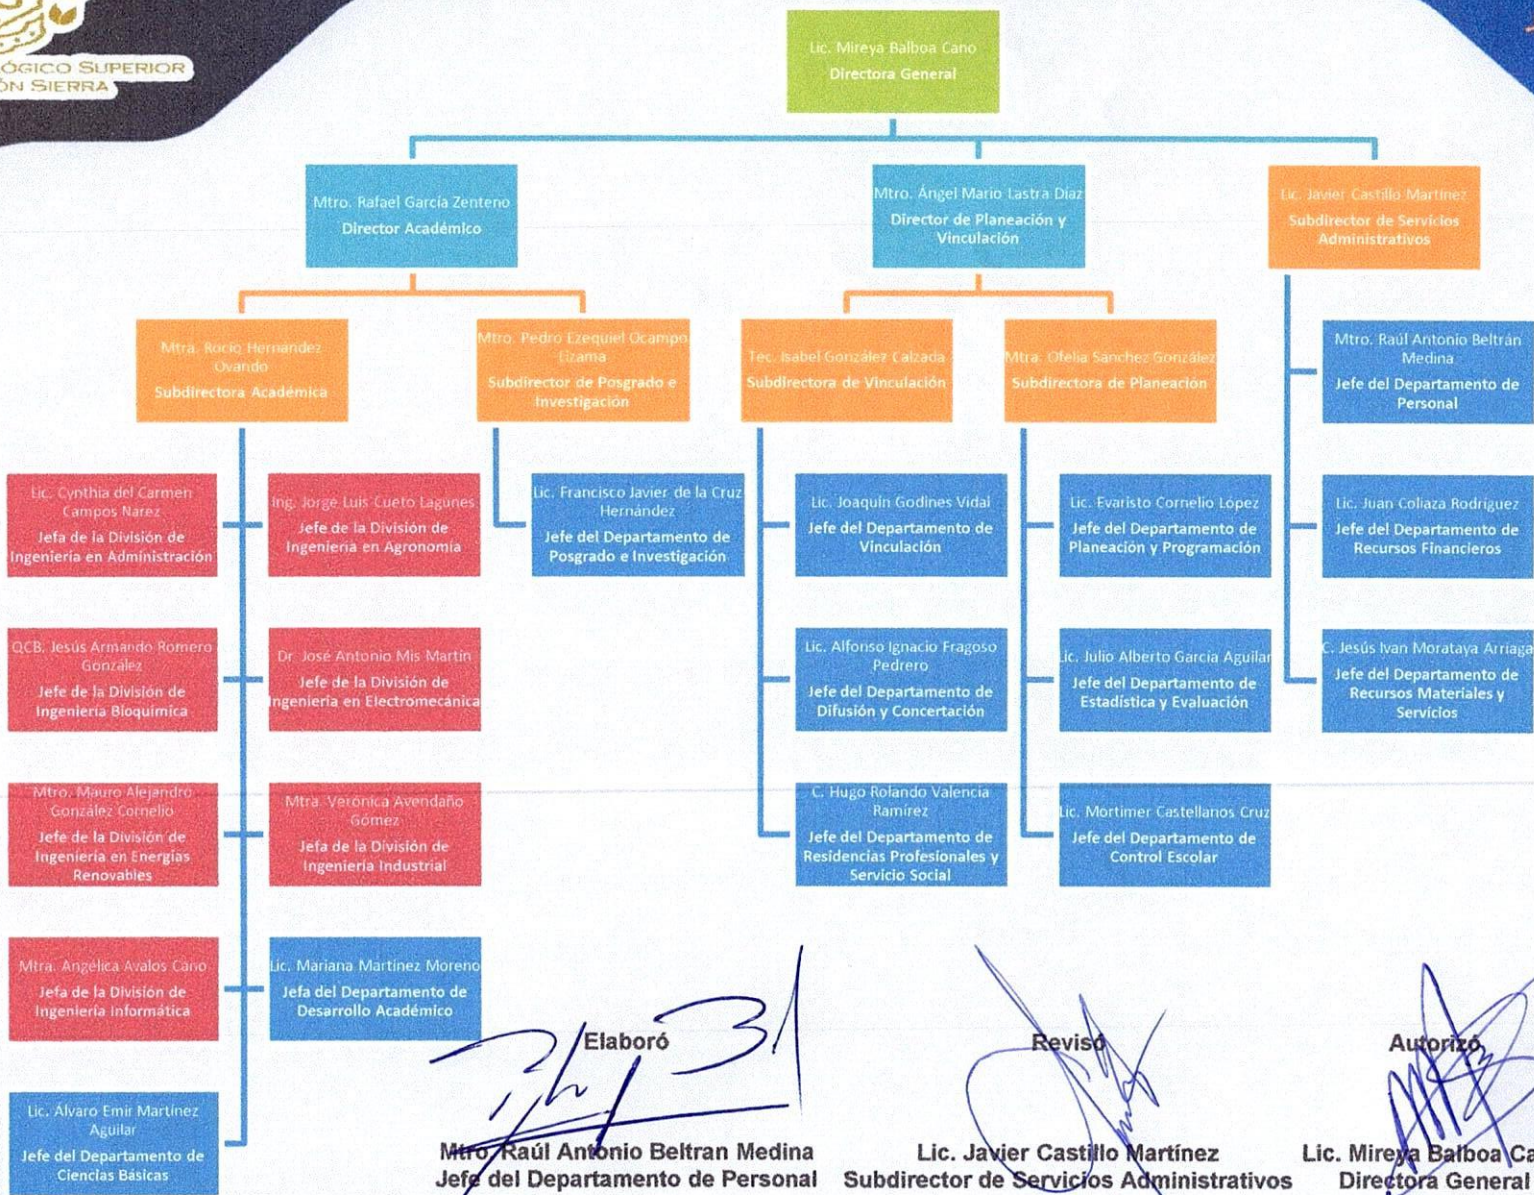 ÓGICO SUPERIOR
ÓN SIERRA
Lic. Mireya Balboa Cano
Directora General
Mtro. Rafael García Zenteno
Director Académico
Mtro. Ángel Mario Lastra Díaz
Director de Planeación y
Vinculación
Lic. Javier Castillo Martínez
Subdirector de Servicios
Administrativos
Mtra. Rocío Hernández
Ovando
Subdirectora Académica
Mtro. Pedro Ezequiel Ocampo
Lizama
Subdirector de Posgrado e
Investigación
Tec. Isabel González Calzada
Subdirectora de Vinculación
Mtra. Ofelia Sánchez González
Subdirectora de Planeación
Mtro. Raúl Antonio Beltrán
Medina
Jefe del Departamento de
Personal
Lic. Cynthia del Carmen
Campos Narez
Jefa de la División de
Ingeniería en Administración
Ing. Jorge Luis Cueto Lagunes
Jefe de la División de
Ingeniería en Agronomía
Lic. Francisco Javier de la Cruz
Hernández
Jefe del Departamento de
Posgrado e Investigación
Lic. Joaquín Godines Vidal
Jefe del Departamento de
Vinculación
Lic. Evaristo Cornelio López
Jefe del Departamento de
Planeación y Programación
Lic. Juan Coliaza Rodríguez
Jefe del Departamento de
Recursos Financieros
QCB. Jesús Armando Romero
González
Jefe de la División de
Ingeniería Bioquímica
Dr. José Antonio Mis Martín
Jefe de la División de
Ingeniería en Electromecánica
Lic. Alfonso Ignacio Fragoso
Pedrero
Jefe del Departamento de
Difusión y Concertación
Lic. Julio Alberto García Aguilar
Jefe del Departamento de
Estadística y Evaluación
C. Jesús Ivan Morataya Arriaga
Jefe del Departamento de
Recursos Materiales y
Servicios
Mtro. Mauro Alejandro
González Cornelio
Jefe de la División de
Ingeniería en Energías
Renovables
Mtra. Verónica Avendaño
Gómez
Jefa de la División de
Ingeniería Industrial
C. Hugo Rolando Valencia
Ramírez
Jefe del Departamento de
Residencias Profesionales y
Servicio Social
Lic. Mortimer Castellanos Cruz
Jefe del Departamento de
Control Escolar
Mtra. Angélica Avalos Cano
Jefa de la División de
Ingeniería Informática
Lic. Mariana Martínez Moreno
Jefa del Departamento de
Desarrollo Académico
Lic. Álvaro Emir Martínez
Aguilar
Jefe del Departamento de
Ciencias Básicas
Elaboró
Mtro. Raúl Antonio Beltran Medina
Jefe del Departamento de Personal
Revisó
Lic. Javier Castillo Martínez
Subdirector de Servicios Administrativos
Autorizó
Lic. Mireya Balboa Ca
Directora General